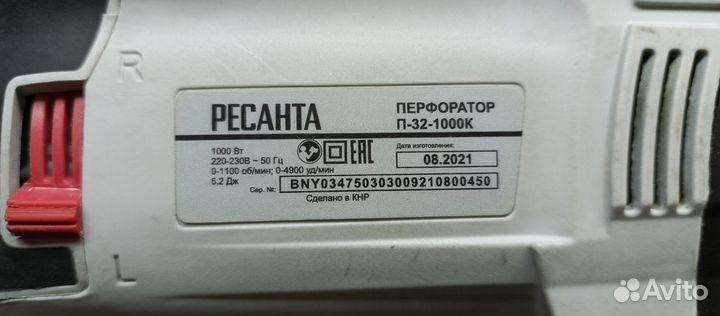 R
РЕСАНТА
ПЕРФОРАТОР
П-32-1000К
1000 Вт
220-230В ~ 50 Гц
0-1100 об/мин; 0-4900 уд/мин
5.2 Дж
EAC
Дата изготовления:
08.2021
Сер. №: BNY034750303009210800450
Сделано в КНР
L
Avito